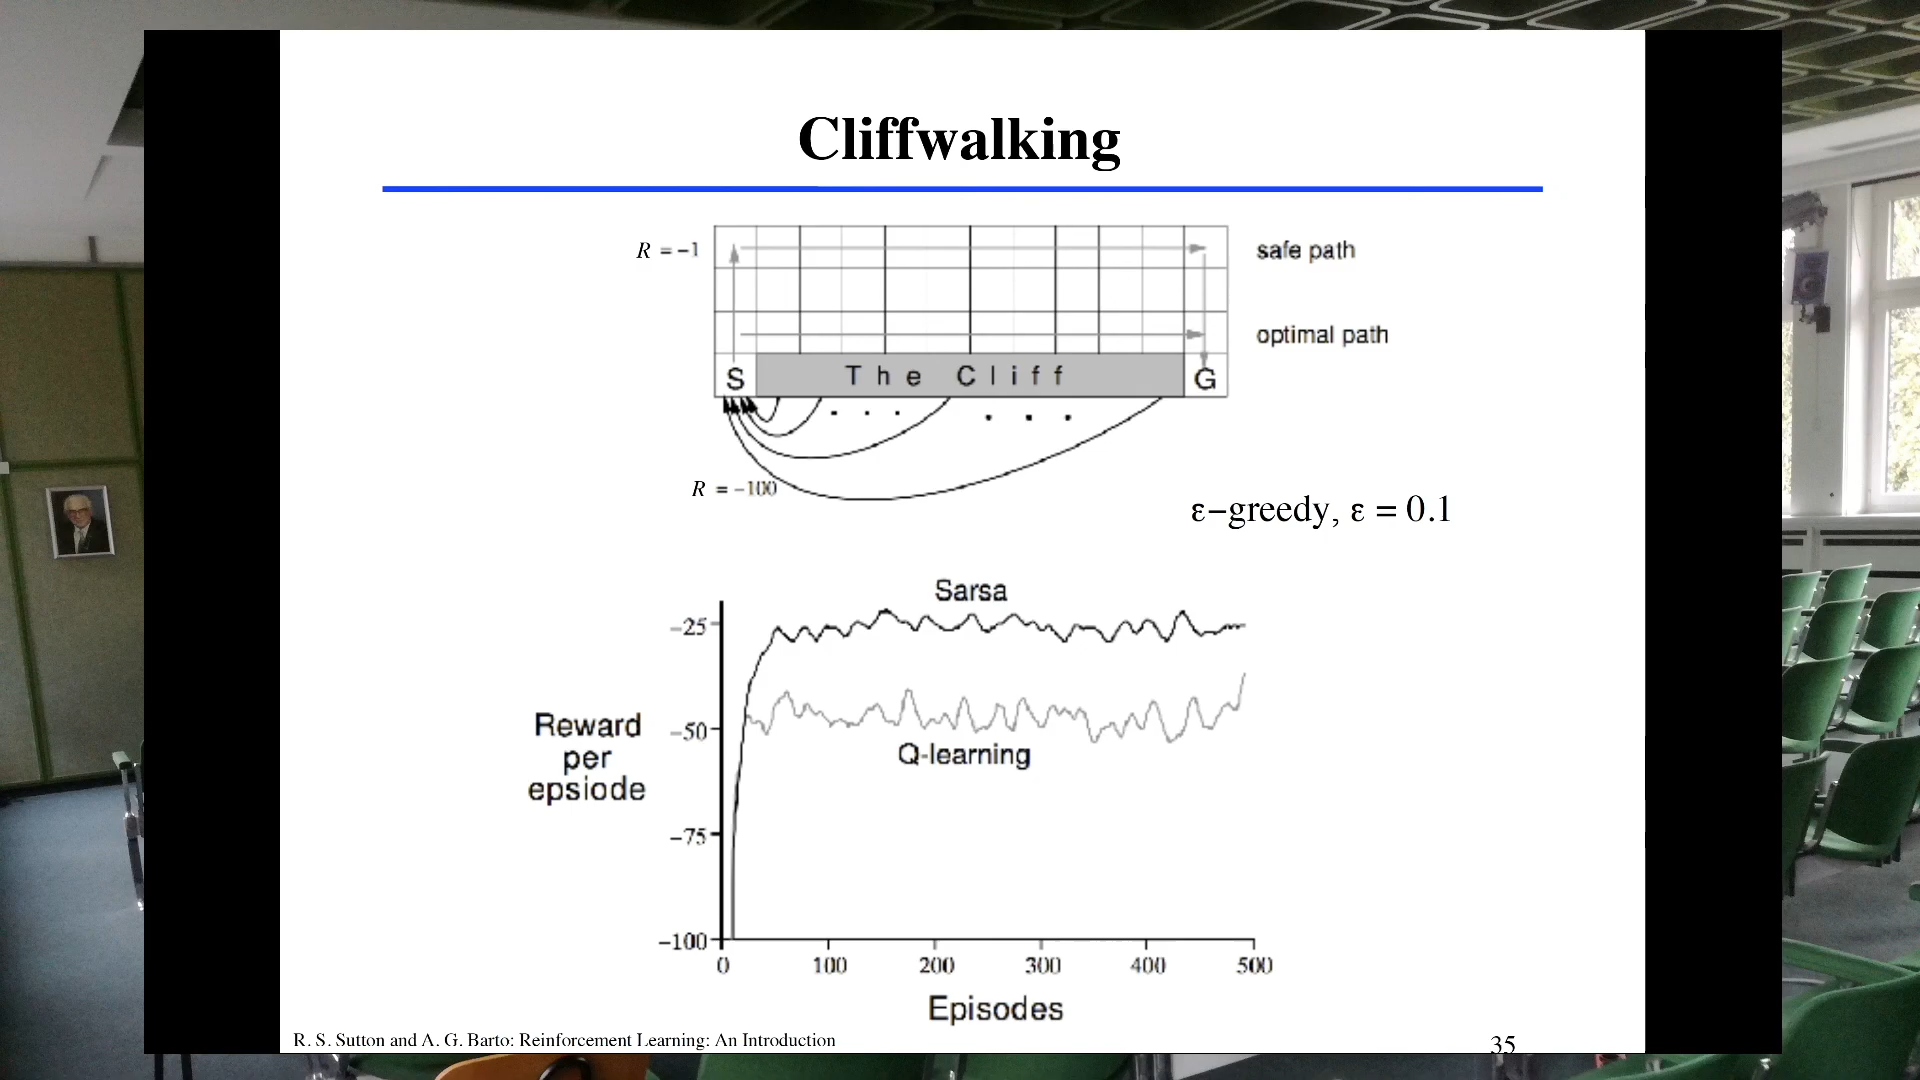 Cliffwalking
R = −1
safe path
optimal path
S
The Cliff
G
R = −100
ε−greedy, ε = 0.1
Sarsa
−25
Reward
per
epsiode
−50
Q-learning
−75
−100
0 100 200 300 400 500
Episodes
R. S. Sutton and A. G. Barto: Reinforcement Learning: An Introduction
35